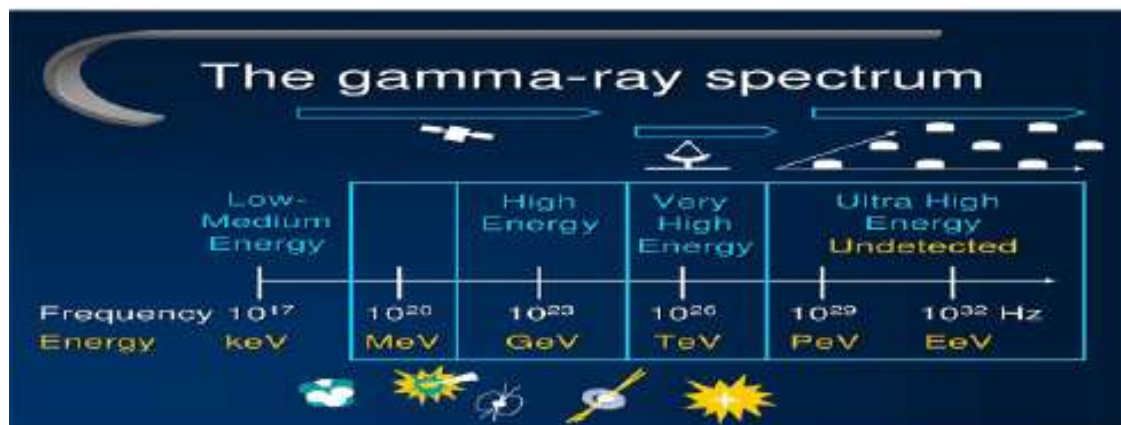 The gamma-ray spectrum
Low-
Medium
Energy
High
Energy
Very
High
Energy
Ultra High
Energy
Undetected
Frequency 10¹⁷ 10²⁰ 10²³ 10²⁶ 10²⁹ 10³² Hz
Energy keV MeV GeV TeV PeV EeV